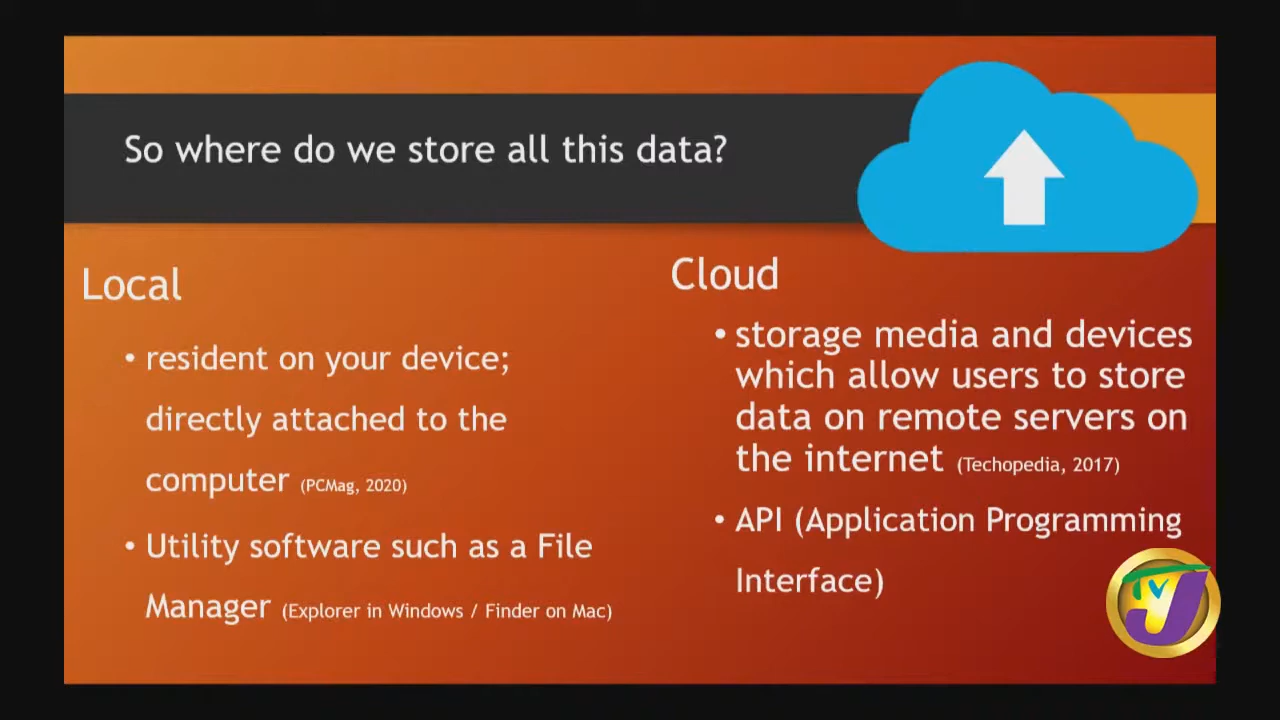 So where do we store all this data?
Local
• resident on your device;
directly attached to the
computer (PCMag, 2020)
• Utility software such as a File
Manager (Explorer in Windows / Finder on Mac)
Cloud
• storage media and devices
which allow users to store
data on remote servers on
the internet (Techopedia, 2017)
• API (Application Programming
Interface)
TVJ